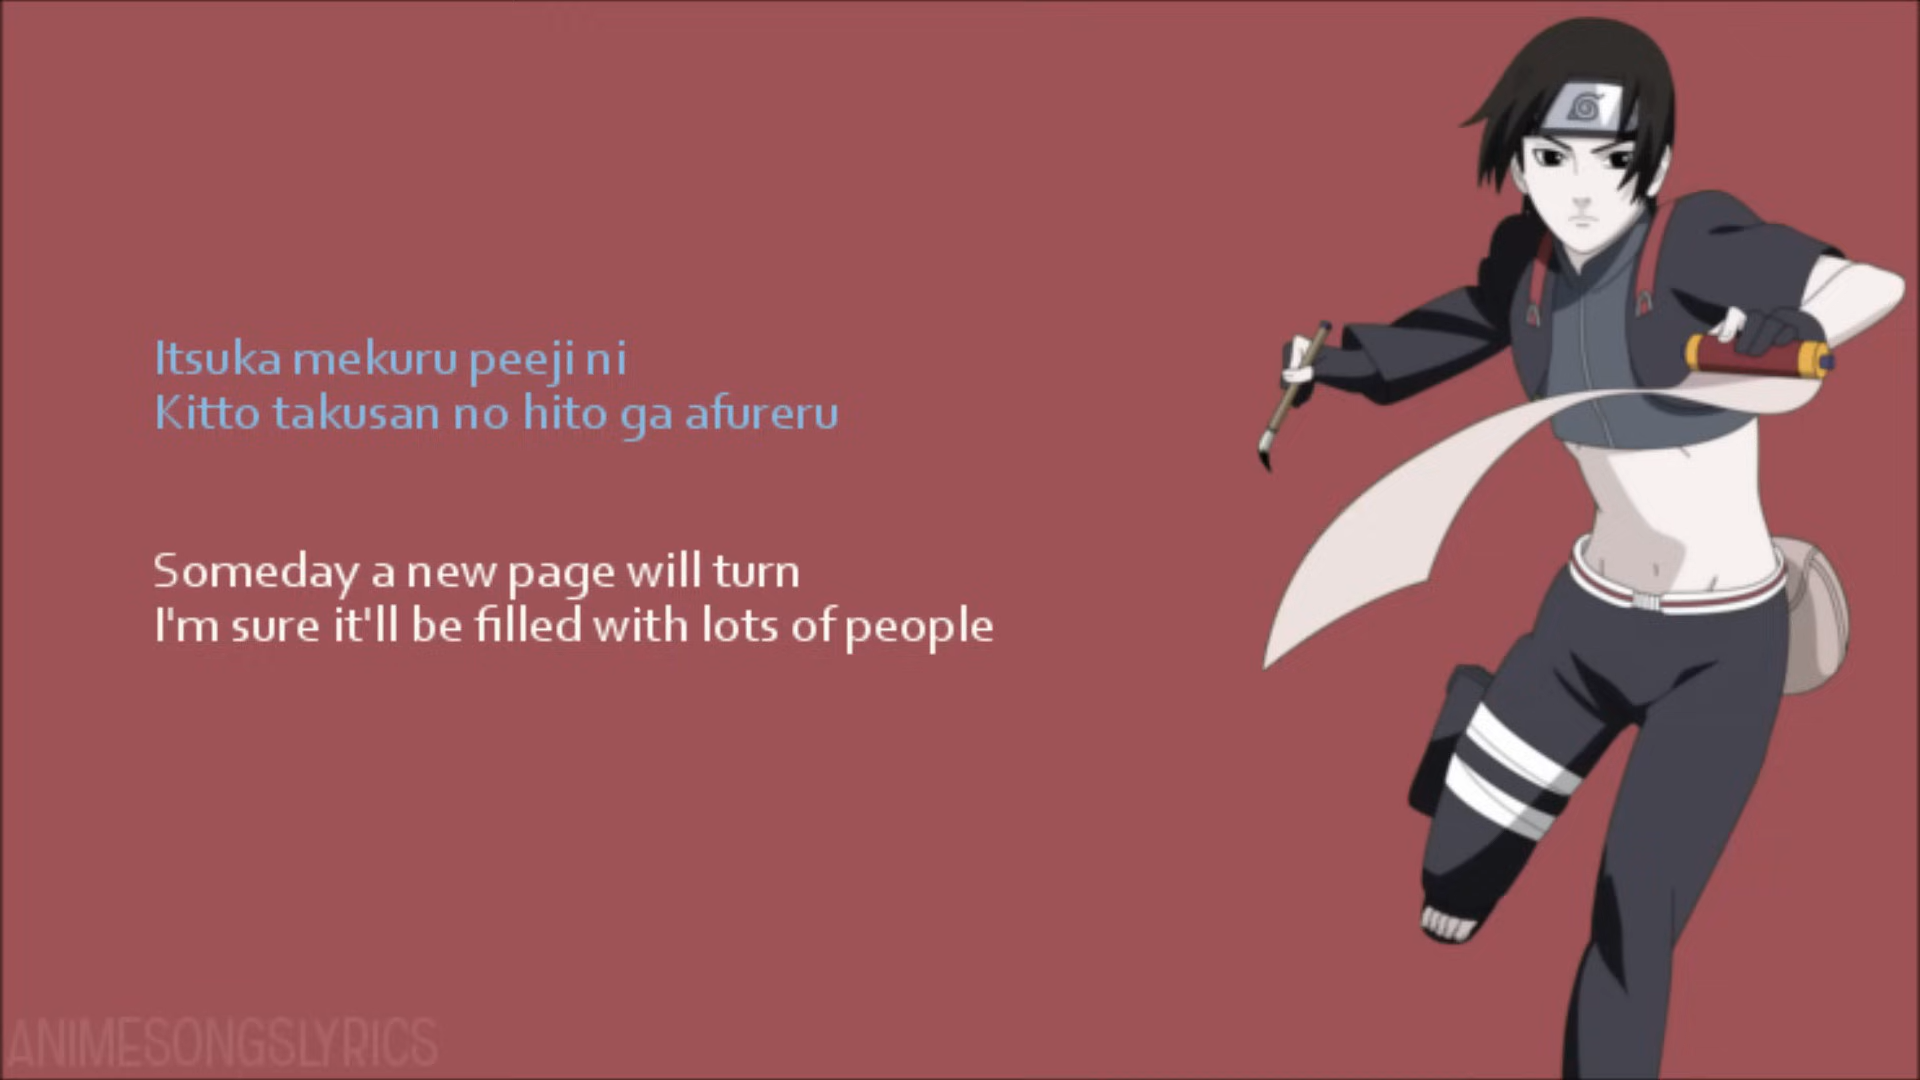 Itsuka mekuru peeji ni
Kitto takusan no hito ga afureru
Someday a new page will turn
I'm sure it'll be filled with lots of people
ANIMESONGSLYRICS